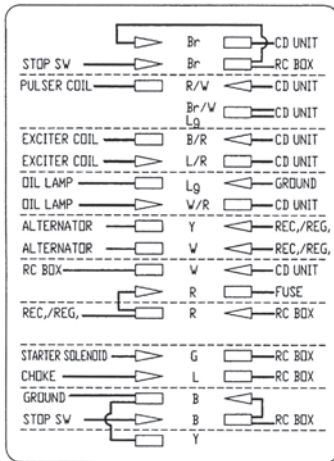 Br CD UNIT
STOP SW Br RC BOX
PULSER COIL R/W CD UNIT
Br/W CD UNIT
Lg
EXCITER COIL B/R CD UNIT
EXCITER COIL L/R CD UNIT
OIL LAMP Lg GROUND
OIL LAMP W/R CD UNIT
ALTERNATOR Y REC,/REG,
ALTERNATOR W REC,/REG,
RC BOX W CD UNIT
R FUSE
REC,/REG, R RC BOX
STARTER SOLENOID G RC BOX
CHOKE L RC BOX
GROUND B
STOP SW B RC BOX
Y